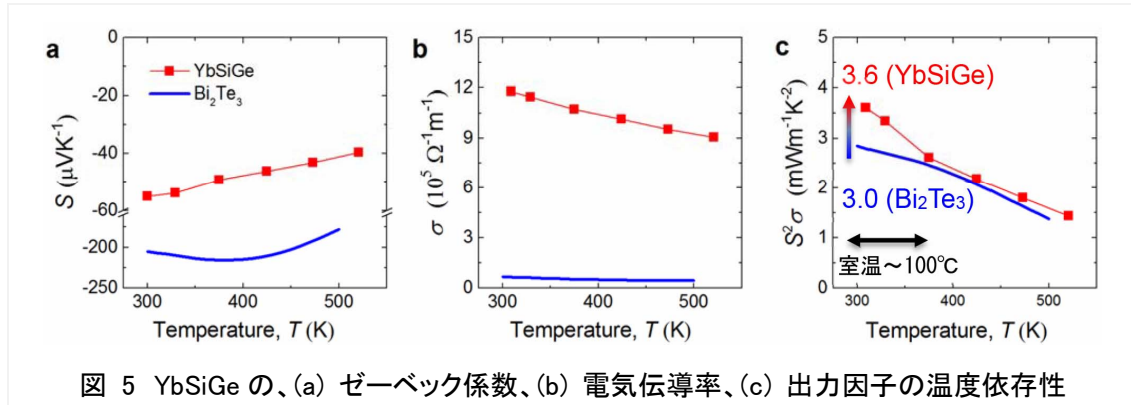 a
0
-20
-40
-60
-200
-250
S (μVK⁻¹)
YbSiGe
Bi₂Te₃
300
400
500
Temperature, T (K)
b
15
12
9
6
3
0
σ (10⁵ Ω⁻¹m⁻¹)
300
400
500
Temperature, T (K)
c
5
4
3
2
1
0
S²σ (mWm⁻¹K⁻²)
3.6 (YbSiGe)
3.0 (Bi₂Te₃)
室温～100℃
300
400
500
Temperature, T (K)
図 5 YbSiGe の、(a) ゼーベック係数、(b) 電気伝導率、(c) 出力因子の温度依存性